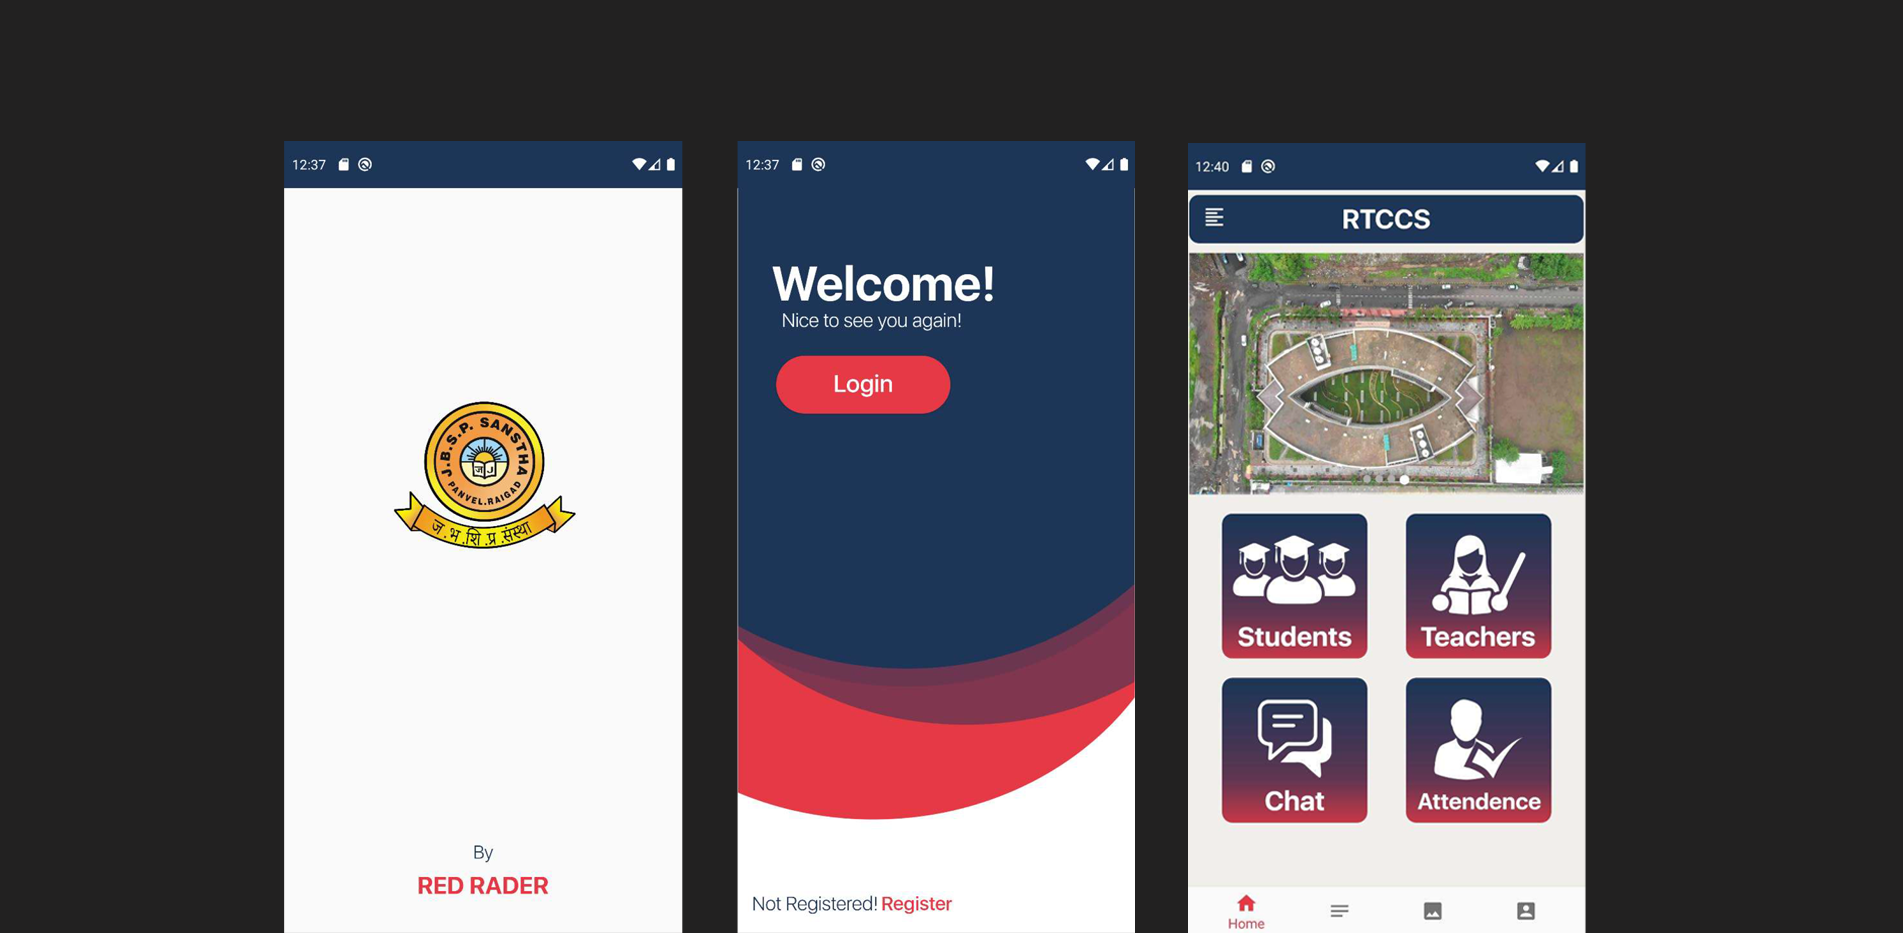 12:37
J.B.S.P. SANSTHA
PANVEL.RAIGAD
ज.भ.शि.प्र.संस्था
By
RED RADER
12:37
Welcome!
Nice to see you again!
Login
Not Registered! Register
12:40
RTCCS
Students
Teachers
Chat
Attendence
Home